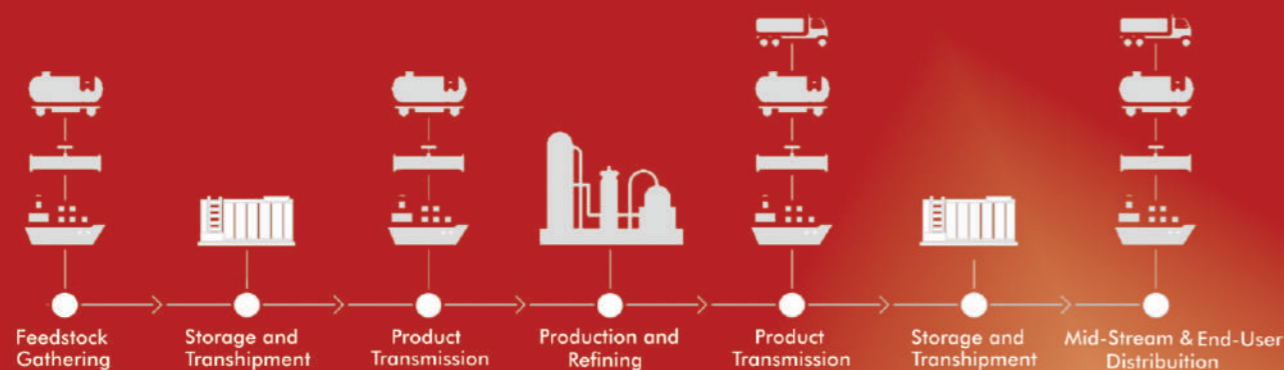 Feedstock
Gathering
Storage and
Transhipment
Product
Transmission
Production and
Refining
Product
Transmission
Storage and
Transhipment
Mid-Stream & End-User
Distribuition